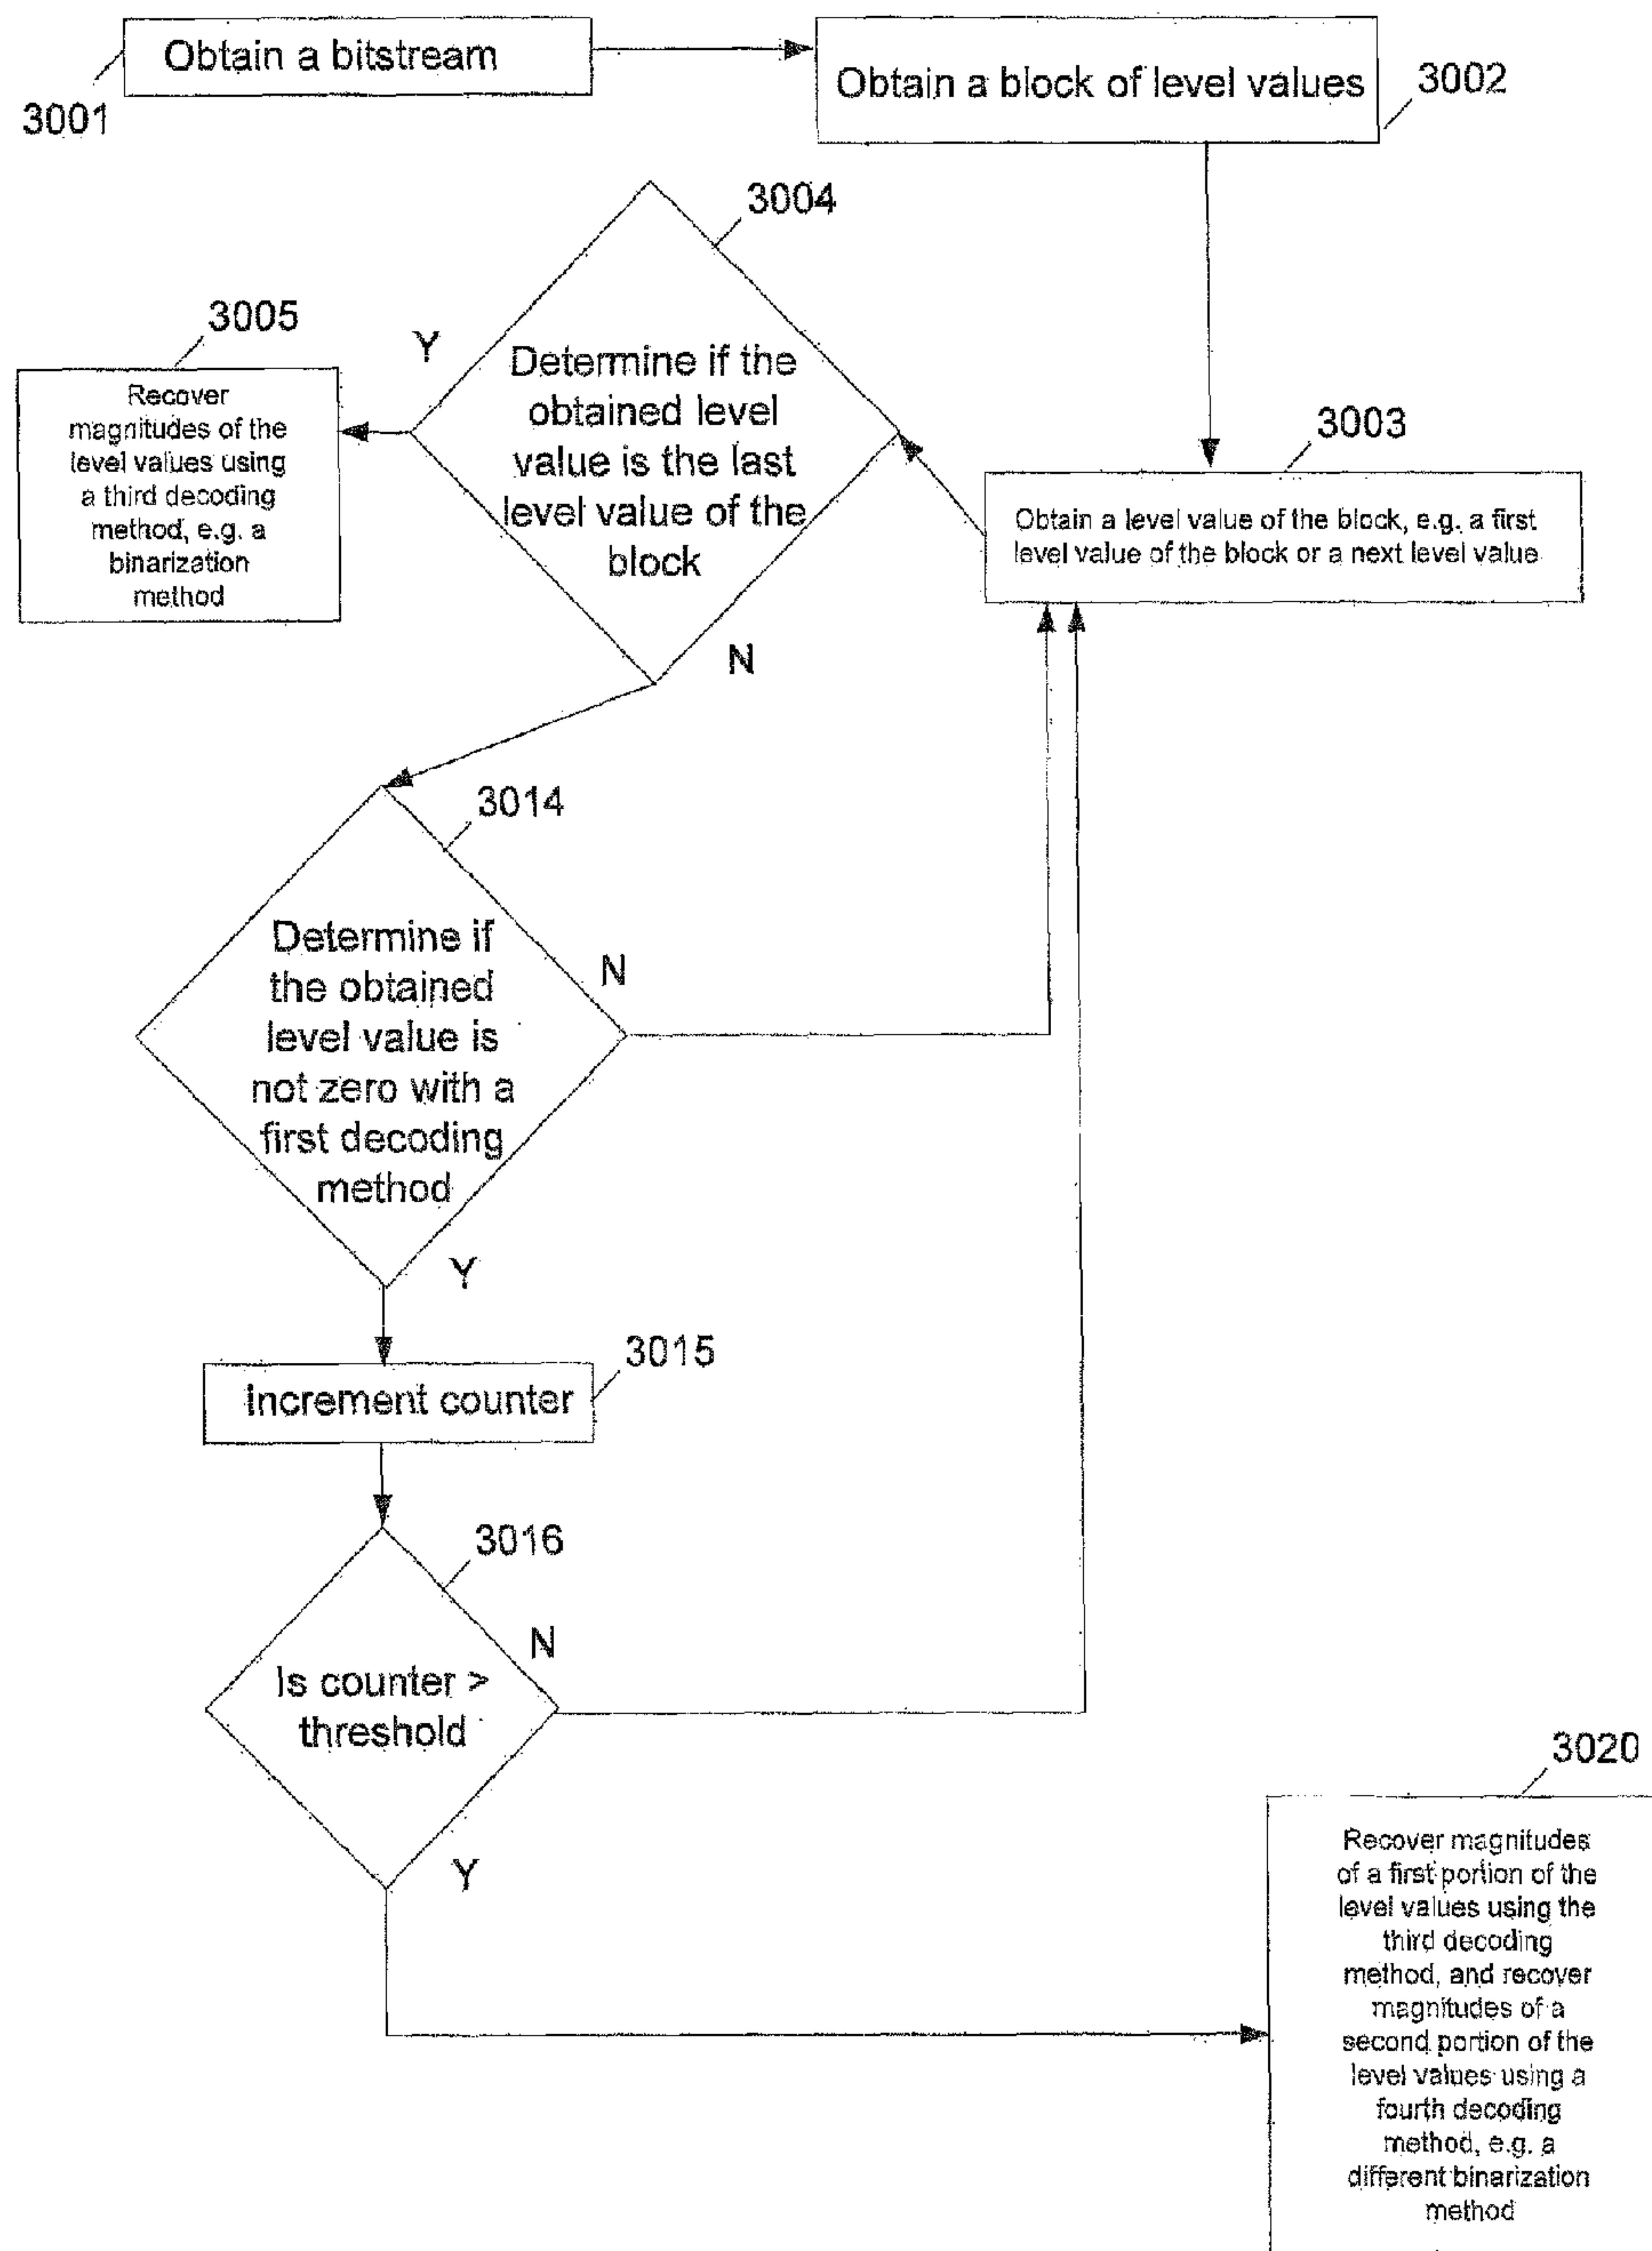 Obtain a bitstream
3001
Obtain a block of level values
3002
3004
3005
Y
Recover
magnitudes of the
level values using
a third decoding
method, e.g. a
binarization
method
Determine if the
obtained level
value is the last
level value of the
block
N
3003
Obtain a level value of the block, e.g. a first
level value of the block or a next level value
3014
Determine if
the obtained
level value is
not zero with a
first decoding
method
N
Y
3015
Increment counter
3016
N
Is counter >
threshold
Y
3020
Recover magnitudes
of a first portion of the
level values using the
third decoding
method, and recover
magnitudes of a
second portion of the
level values using a
fourth decoding
method, e.g. a
different binarization
method